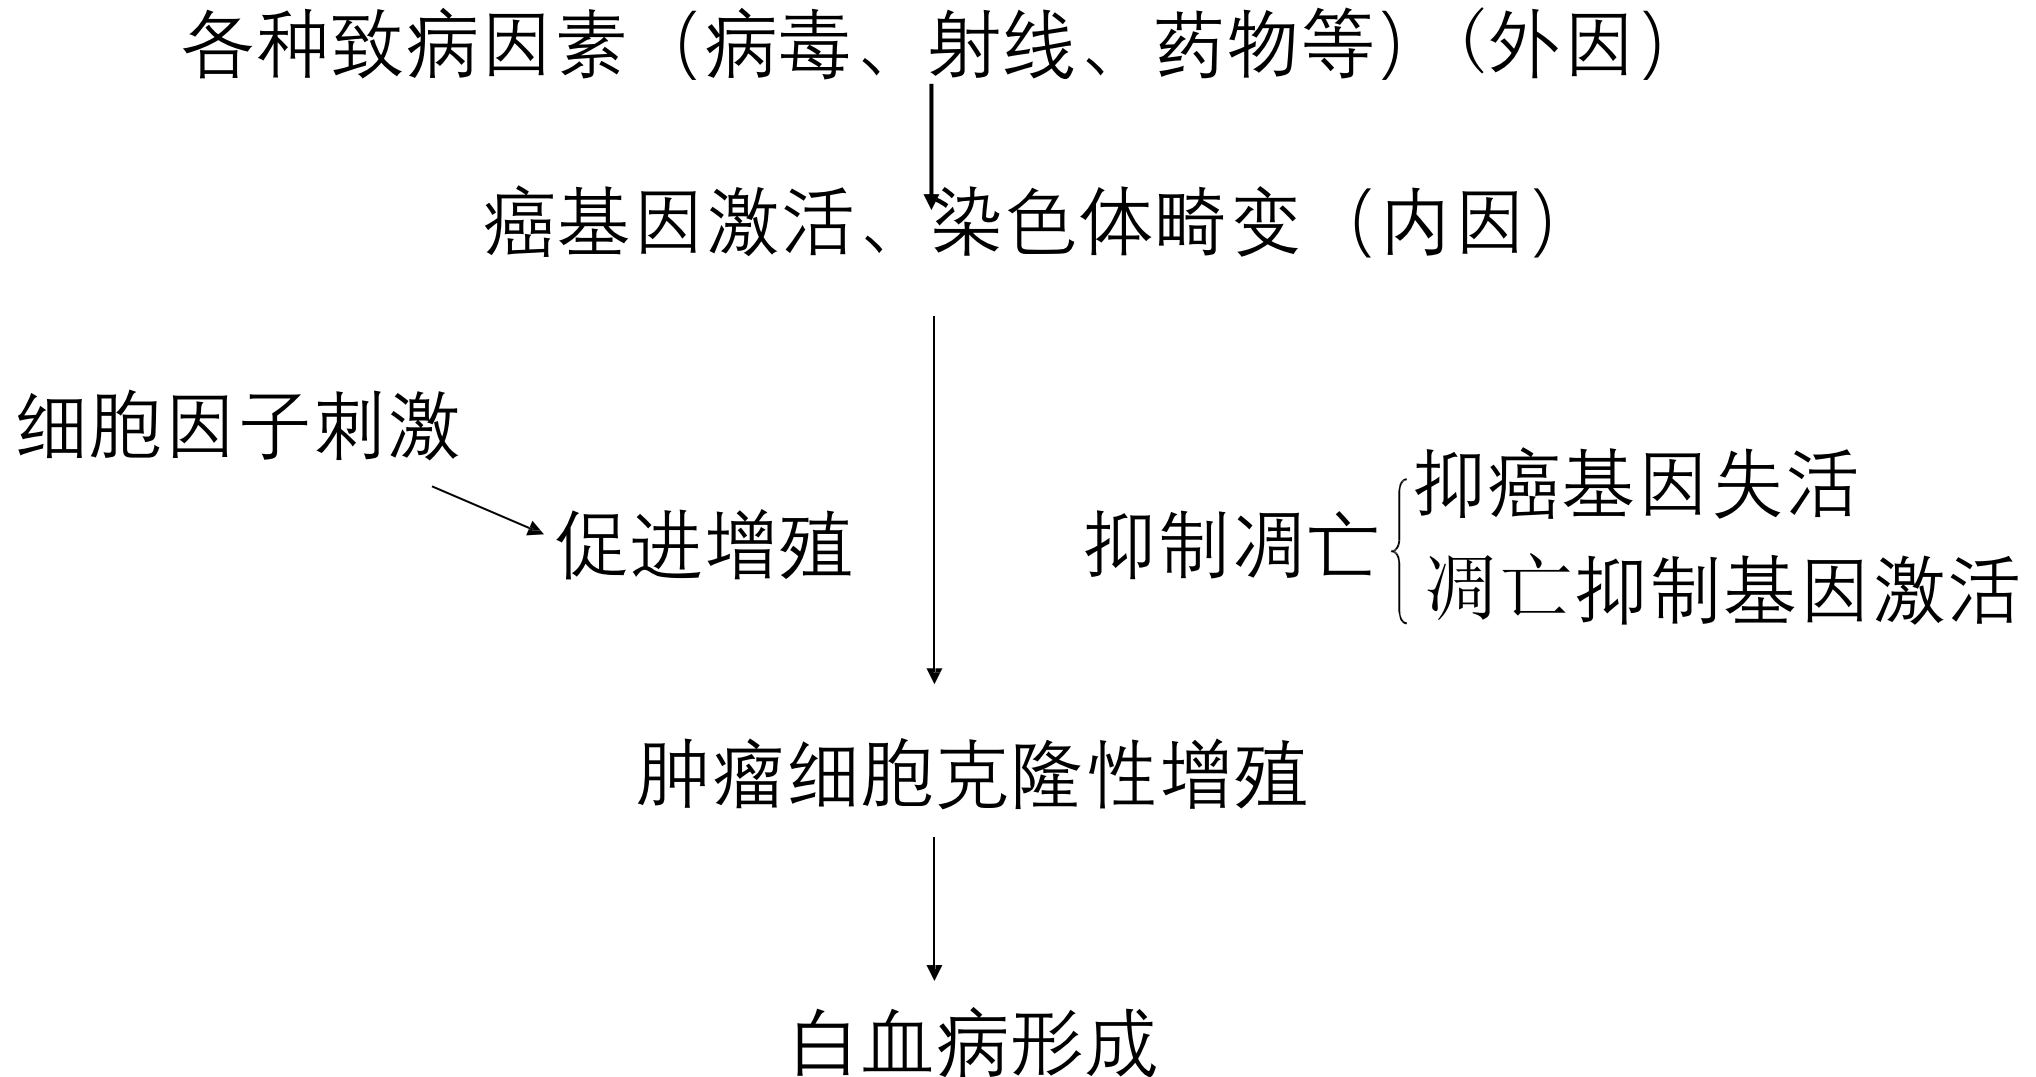 各种致病因素（病毒、射线、药物等）（外因）
癌基因激活、染色体畸变（内因）
细胞因子刺激
促进增殖
抑制凋亡
抑癌基因失活
凋亡抑制基因激活
肿瘤细胞克隆性增殖
白血病形成